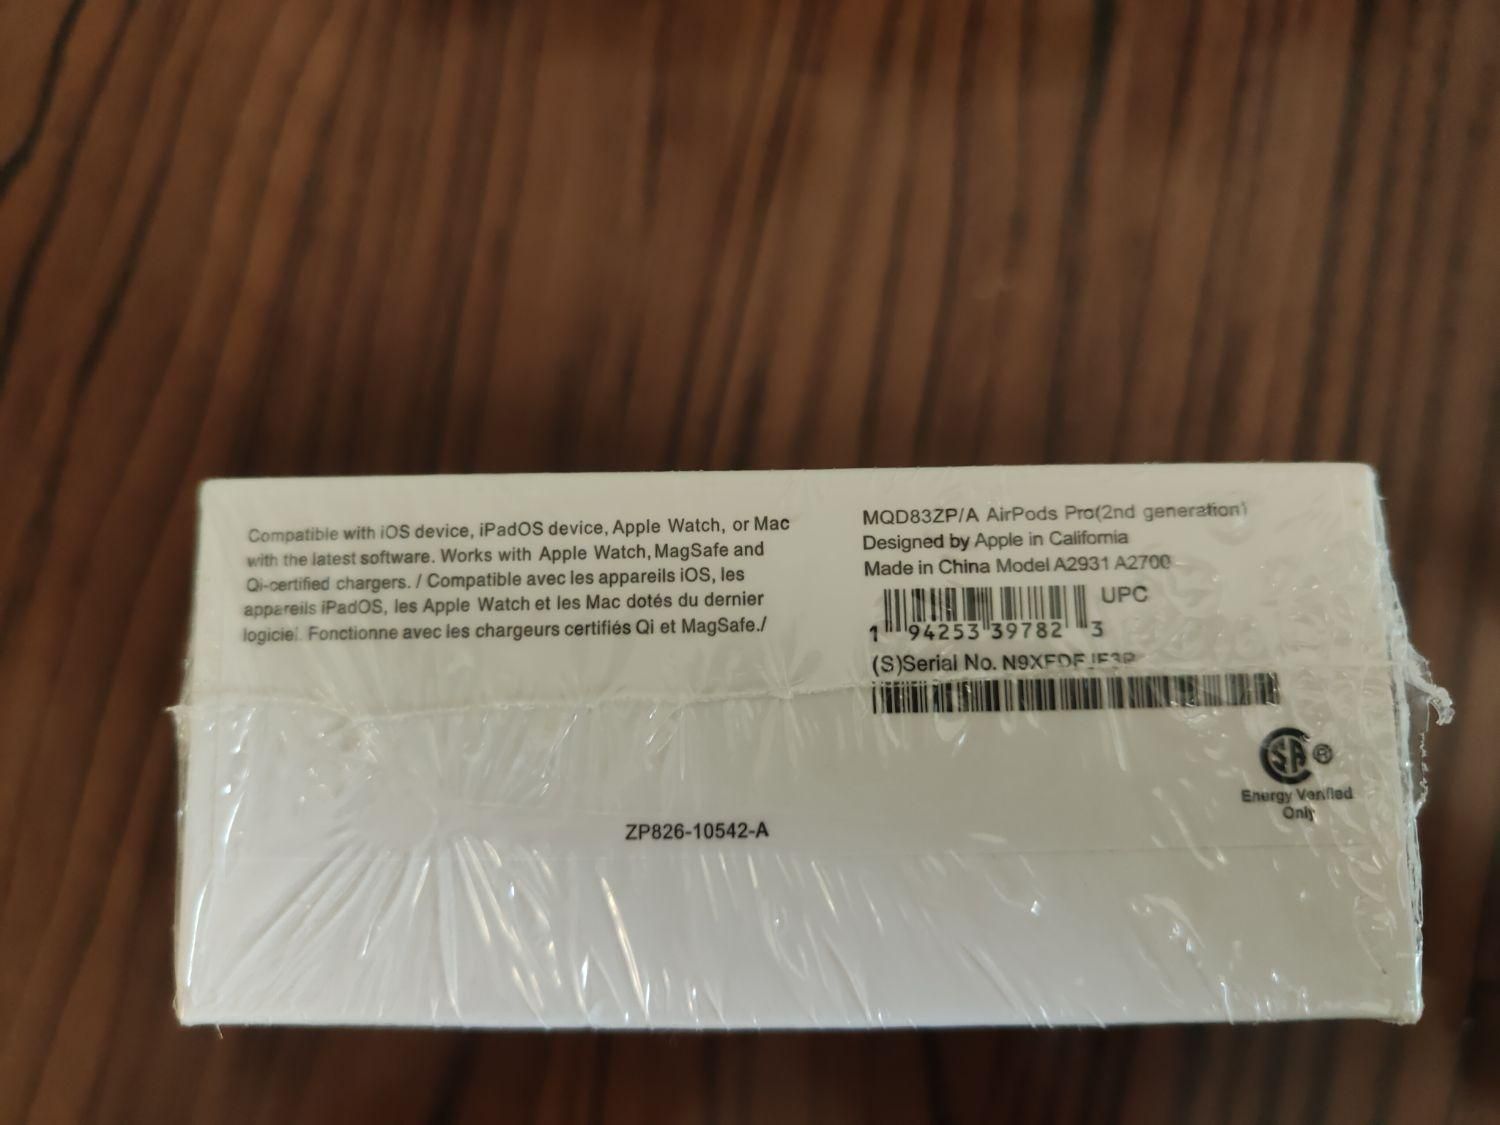 Compatible with iOS device, iPadOS device, Apple Watch, or Mac
with the latest software. Works with Apple Watch, MagSafe and
Qi-certified chargers. / Compatible avec les appareils iOS, les
appareils iPadOS, les Apple Watch et les Mac dotés du dernier
logiciel. Fonctionne avec les chargeurs certifiés Qi et MagSafe./
MQD83ZP/A AirPods Pro(2nd generation)
Designed by Apple in California
Made in China Model A2931 A2700
UPC
1 94253 39782 3
(S)Serial No.
SA ®
Energy Verified
Only
ZP826-10542-A